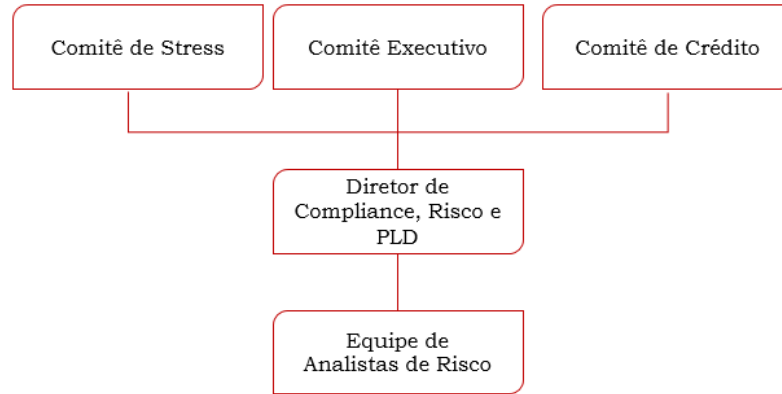 Comitê de Stress
Comitê Executivo
Comitê de Crédito
Diretor de
Compliance, Risco e
PLD
Equipe de
Analistas de Risco